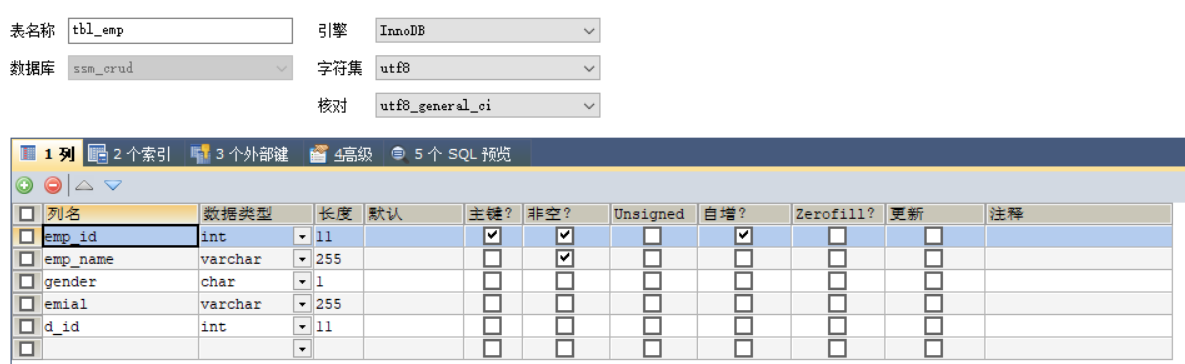 表名称 tbl_emp 引擎 InnoDB
数据库 ssm_crud 字符集 utf8
核对 utf8_general_ci
1 列 2 个索引 3 个外部键 4高级 5 个 SQL 预览
列名 数据类型 长度 默认 主键? 非空? Unsigned 自增? Zerofill? 更新 注释
emp_id int 11
emp_name varchar 255
gender char 1
emial varchar 255
d_id int 11